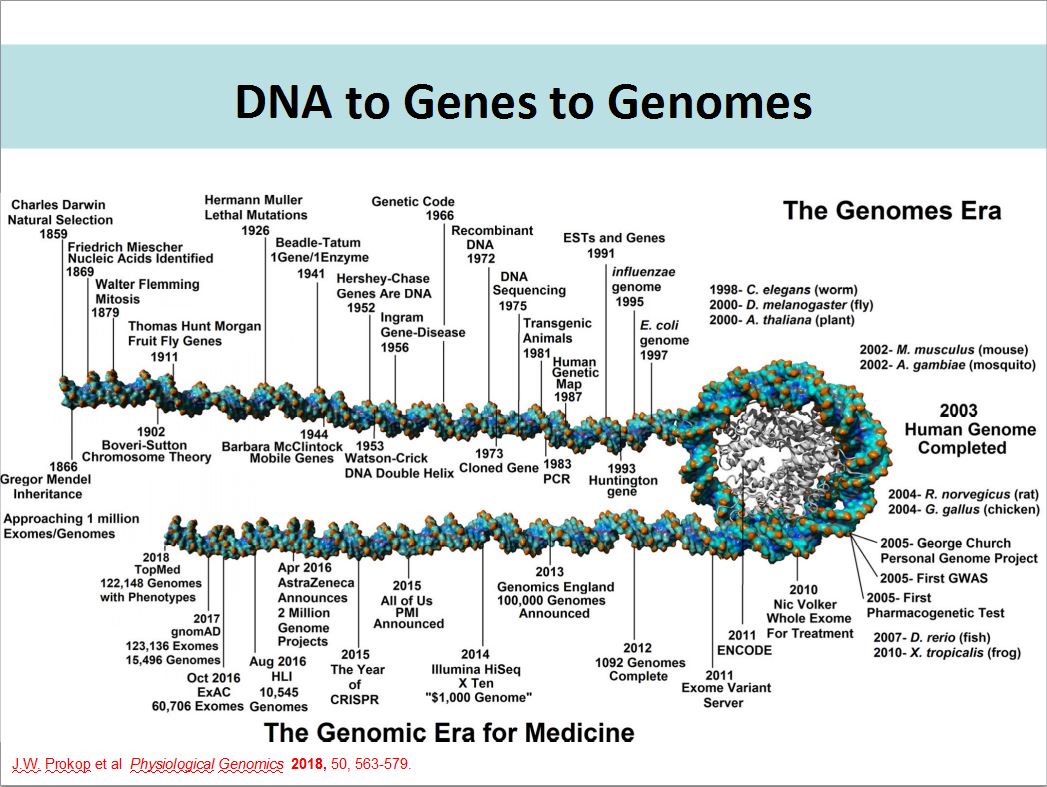 DNA to Genes to Genomes
Charles Darwin
Natural Selection
1859
Friedrich Miescher
Nucleic Acids Identified
1869
Walter Flemming
Mitosis
1879
Thomas Hunt Morgan
Fruit Fly Genes
1911
Hermann Muller
Lethal Mutations
1926
Beadle-Tatum
1Gene/1Enzyme
1941
Hershey-Chase
Genes Are DNA
1952
Ingram
Gene-Disease
1956
Genetic Code
1966
Recombinant
DNA
1972
DNA
Sequencing
1975
Transgenic
Animals
1981
Human
Genetic
Map
1987
ESTs and Genes
1991
influenzae
genome
1995
E. coli
genome
1997
The Genomes Era
1998- C. elegans (worm)
2000- D. melanogaster (fly)
2000- A. thaliana (plant)
2002- M. musculus (mouse)
2002- A. gambiae (mosquito)
2003
Human Genome
Completed
1866
Gregor Mendel
Inheritance
1902
Boveri-Sutton
Chromosome Theory
1944
Barbara McClintock
Mobile Genes
1953
Watson-Crick
DNA Double Helix
1973
Cloned Gene
1983
PCR
1993
Huntington
gene
2004- R. norvegicus (rat)
2004- G. gallus (chicken)
2005- George Church
Personal Genome Project
2005- First GWAS
2005- First
Pharmacogenetic Test
2007- D. rerio (fish)
2010- X. tropicalis (frog)
Approaching 1 million
Exomes/Genomes
2018
TopMed
122,148 Genomes
with Phenotypes
2017
gnomAD
123,136 Exomes
15,496 Genomes
Oct 2016
ExAC
60,706 Exomes
Aug 2016
HLI
10,545
Genomes
Apr 2016
AstraZeneca
Announces
2 Million
Genome
Projects
2015
The Year
of
CRISPR
2015
All of Us
PMI
Announced
2014
Illumina HiSeq
X Ten
"$1,000 Genome"
2013
Genomics England
100,000 Genomes
Announced
2012
1092 Genomes
Complete
2011
Exome Variant
Server
2011
ENCODE
2010
Nic Volker
Whole Exome
For Treatment
The Genomic Era for Medicine
J.W. Prokop et al Physiological Genomics 2018, 50, 563-579.